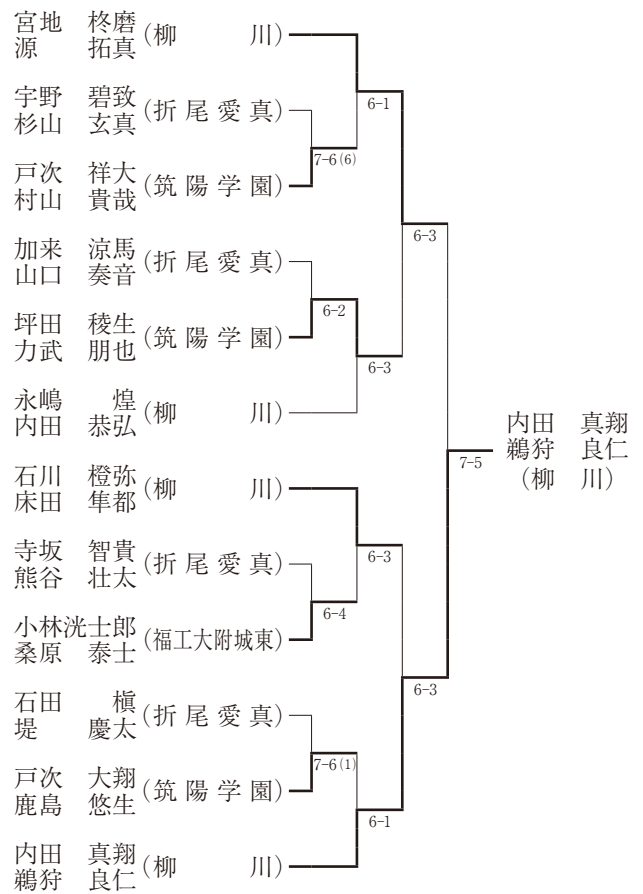 宮地 柊磨
源 拓真 (柳 川)
宇野 碧致
杉山 玄真 (折尾愛真)
戸次 祥大
村山 貴哉 (筑陽学園)
加来 涼馬
山口 奏音 (折尾愛真)
坪田 稜生
力武 朋也 (筑陽学園)
永嶋 煌
内田 恭弘 (柳 川)
石川 橙弥
床田 隼都 (柳 川)
寺坂 智貴
熊谷 壮太 (折尾愛真)
小林洸士郎
桑原 泰士 (福工大附城東)
石田 槇
堤 慶太 (折尾愛真)
戸次 大翔
鹿島 悠生 (筑陽学園)
内田 真翔
鵜狩 良仁 (柳 川)
7-6(6)
6-2
6-4
7-6(1)
6-1
6-3
6-3
6-1
6-3
6-3
7-5
内田 真翔
鵜狩 良仁
(柳 川)